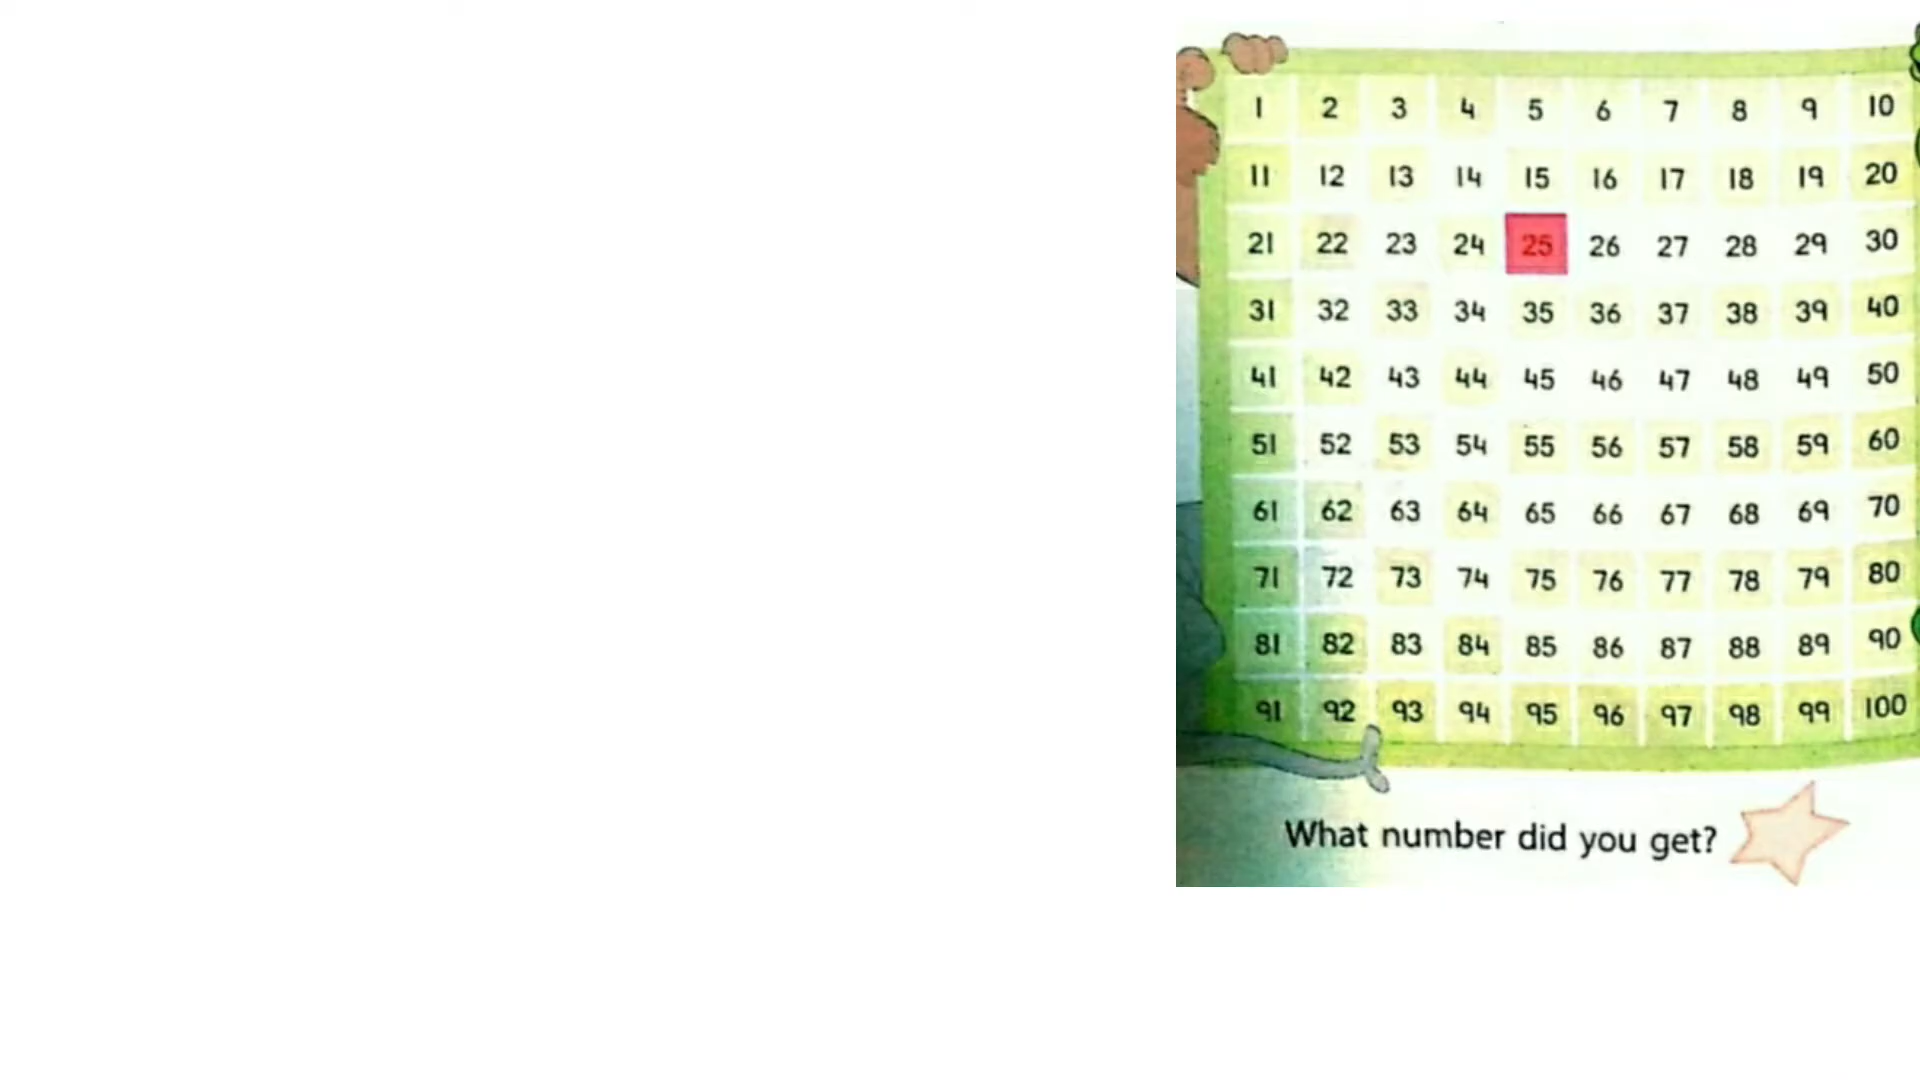 1 2 3 4 5 6 7 8 9 10
11 12 13 14 15 16 17 18 19 20
21 22 23 24 25 26 27 28 29 30
31 32 33 34 35 36 37 38 39 40
41 42 43 44 45 46 47 48 49 50
51 52 53 54 55 56 57 58 59 60
61 62 63 64 65 66 67 68 69 70
71 72 73 74 75 76 77 78 79 80
81 82 83 84 85 86 87 88 89 90
91 92 93 94 95 96 97 98 99 100
What number did you get?